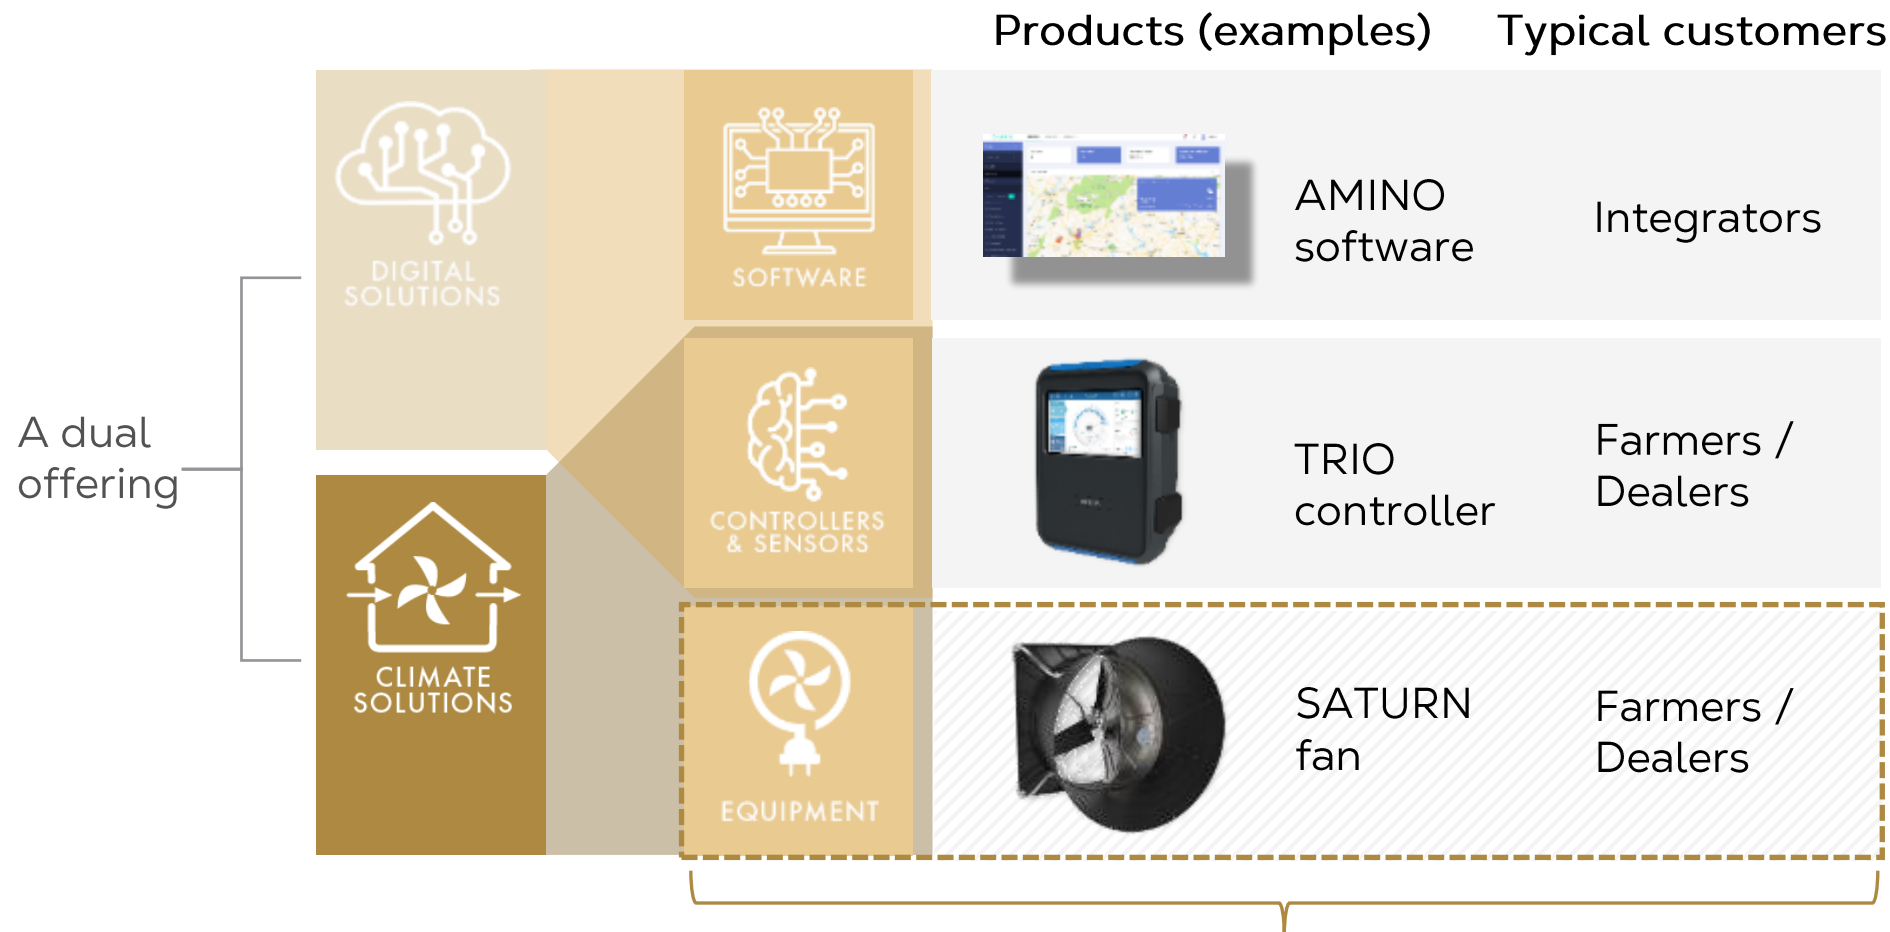 Products (examples)
Typical customers
DIGITAL
SOLUTIONS
SOFTWARE
AMINO
software
Integrators
A dual
offering
CONTROLLERS
& SENSORS
TRIO
controller
Farmers /
Dealers
CLIMATE
SOLUTIONS
EQUIPMENT
SATURN
fan
Farmers /
Dealers